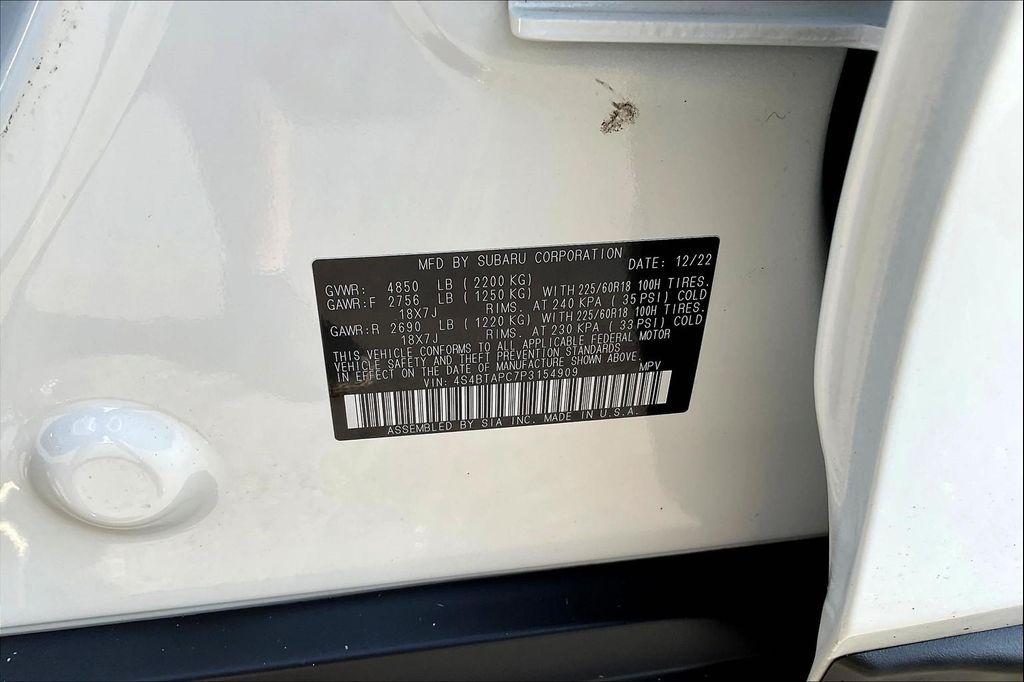 MFD BY SUBARU CORPORATION DATE: 12/22
GVWR: 4850 LB ( 2200 KG)
GAWR:F 2756 LB ( 1250 KG) WITH 225/60R18 100H TIRES.
18X7J RIMS. AT 240 KPA ( 35 PSI) COLD
GAWR:R 2690 LB ( 1220 KG) WITH 225/60R18 100H TIRES.
18X7J RIMS. AT 230 KPA ( 33 PSI) COLD
THIS VEHICLE CONFORMS TO ALL APPLICABLE FEDERAL MOTOR
VEHICLE SAFETY AND THEFT PREVENTION STANDARDS
IN EFFECT ON THE DATE OF MANUFACTURE SHOWN ABOVE.
VIN: 4S4BTAPC7P3154909 MPV
ASSEMBLED BY SIA INC. MADE IN U.S.A.